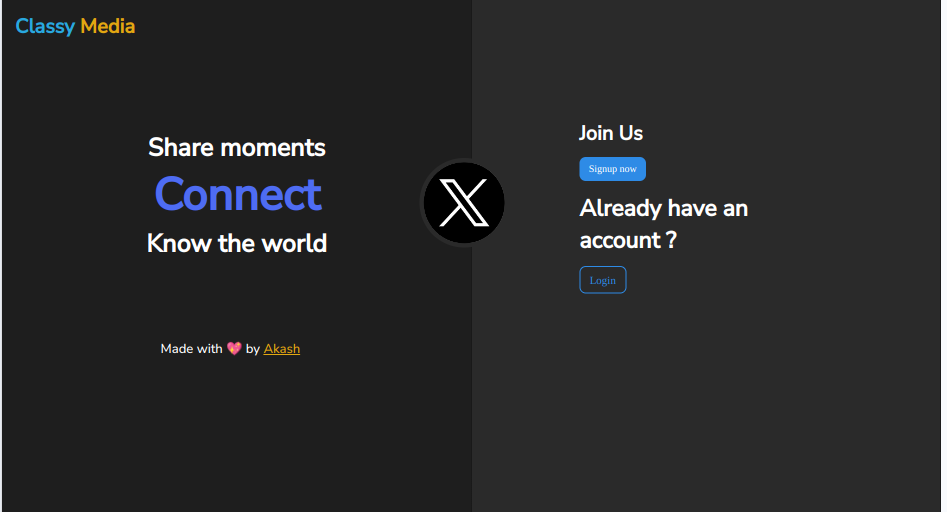 Classy Media
Share moments
Connect
Know the world
Made with 💖 by Akash
Join Us
Signup now
Already have an
account ?
Login